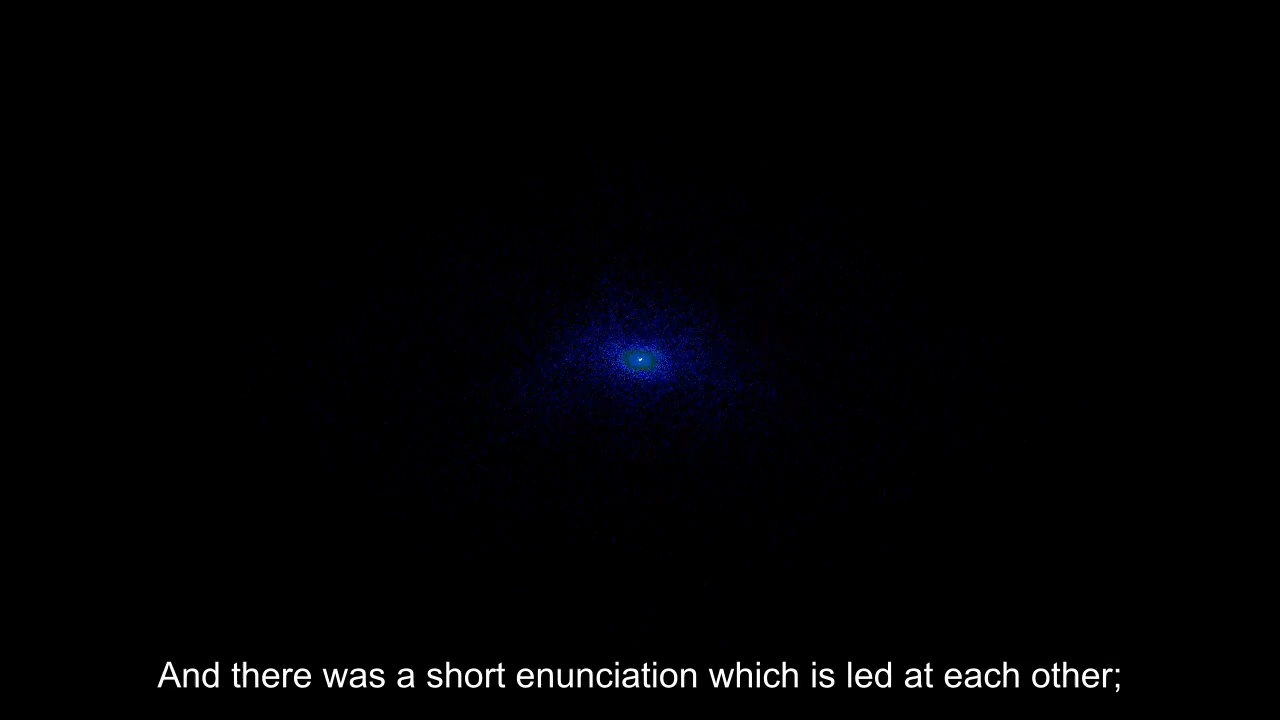 And there was a short enunciation which is led at each other;